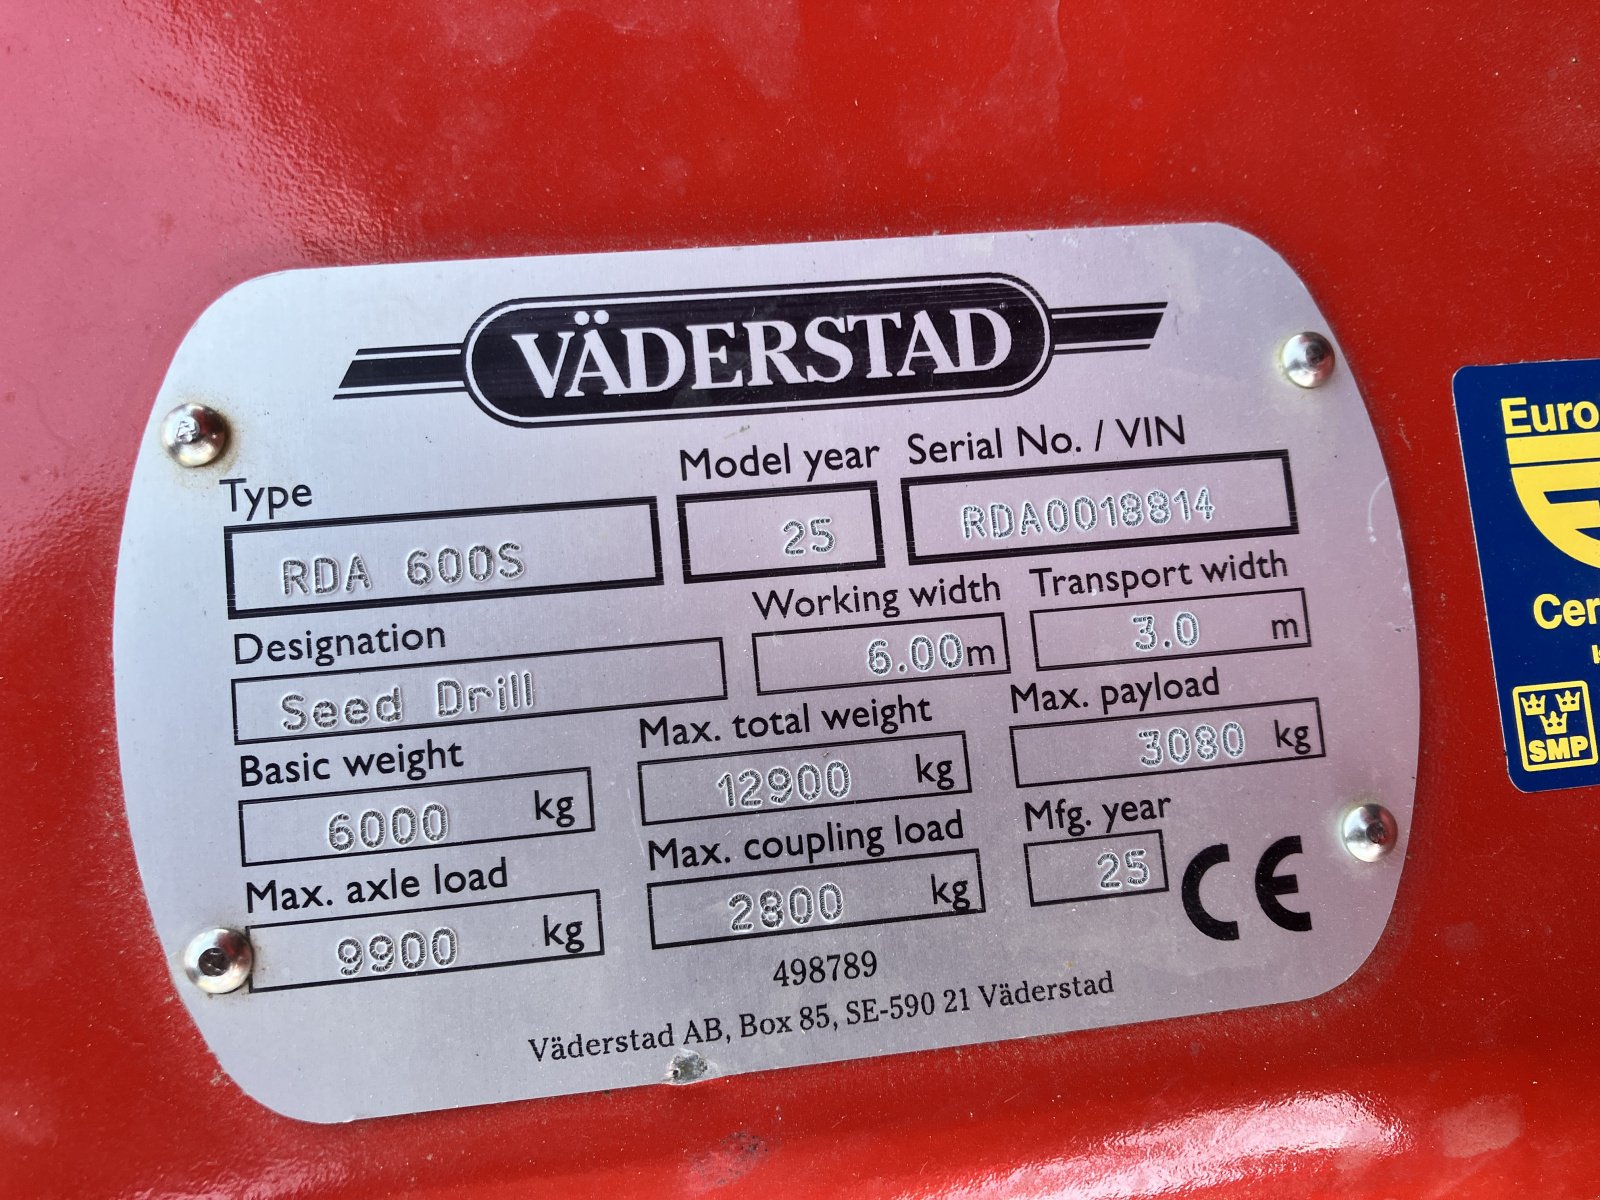 VÄDERSTAD
Type Model year Serial No. / VIN
RDA 600S 25 RDA0018814
Designation Working width Transport width
Seed Drill 6.00m 3.0 m
Basic weight Max. total weight Max. payload
6000 kg 12900 kg 3080 kg
Max. axle load Max. coupling load Mfg. year
9900 kg 2800 kg 25 CE
498789
Väderstad AB, Box 85, SE-590 21 Väderstad
Euro
Cer
SMP